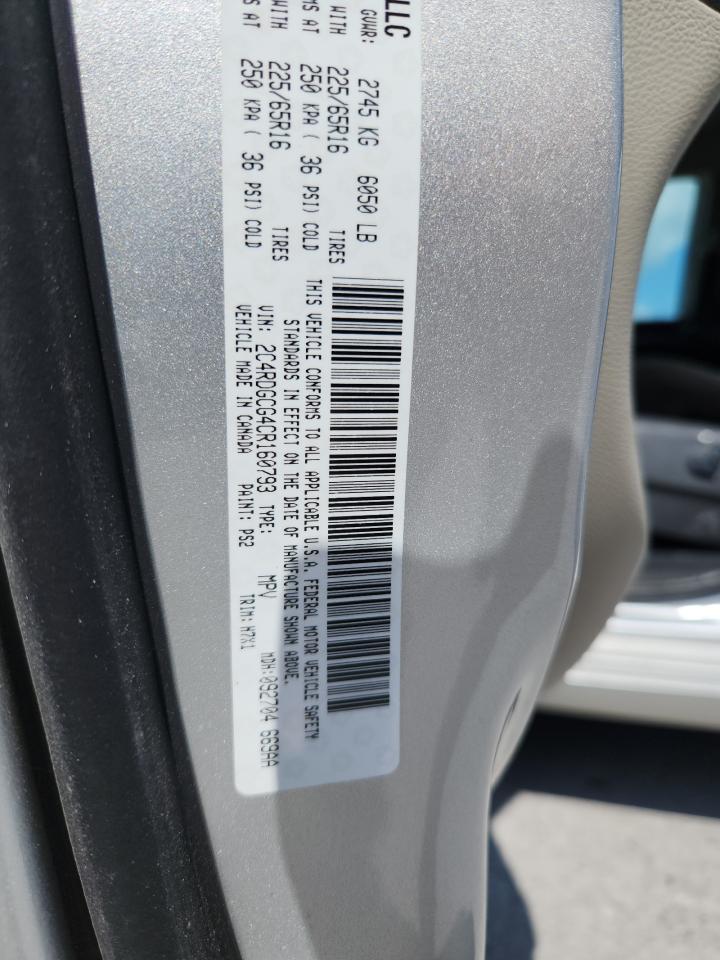 LLC
GVWR: 2745 KG 6050 LB
WITH 225/65R16 TIRES
MS AT 250 KPA ( 36 PSI) COLD
WITH 225/65R16 TIRES
S AT 250 KPA ( 36 PSI) COLD
THIS VEHICLE CONFORMS TO ALL APPLICABLE U.S.A. FEDERAL MOTOR VEHICLE SAFETY
STANDARDS IN EFFECT ON THE DATE OF MANUFACTURE SHOWN ABOVE.
VIN: 2C4RDGCG4CR160793 TYPE: MPV MDH:092704 669AA
VEHICLE MADE IN CANADA PAINT: PS2 TRIM: H7X1